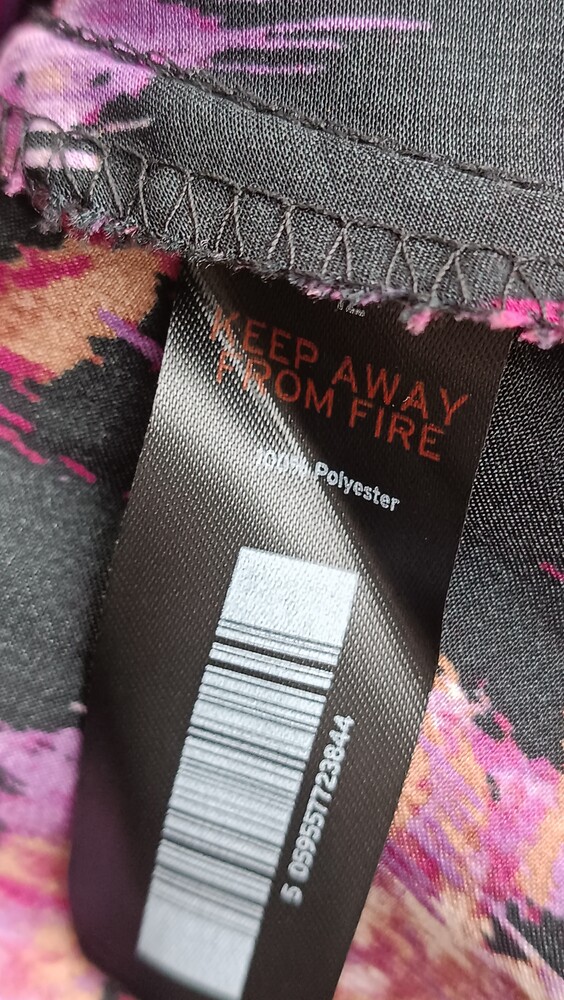 KEEP AWAY
FROM FIRE
100% Polyester
5 059557723844